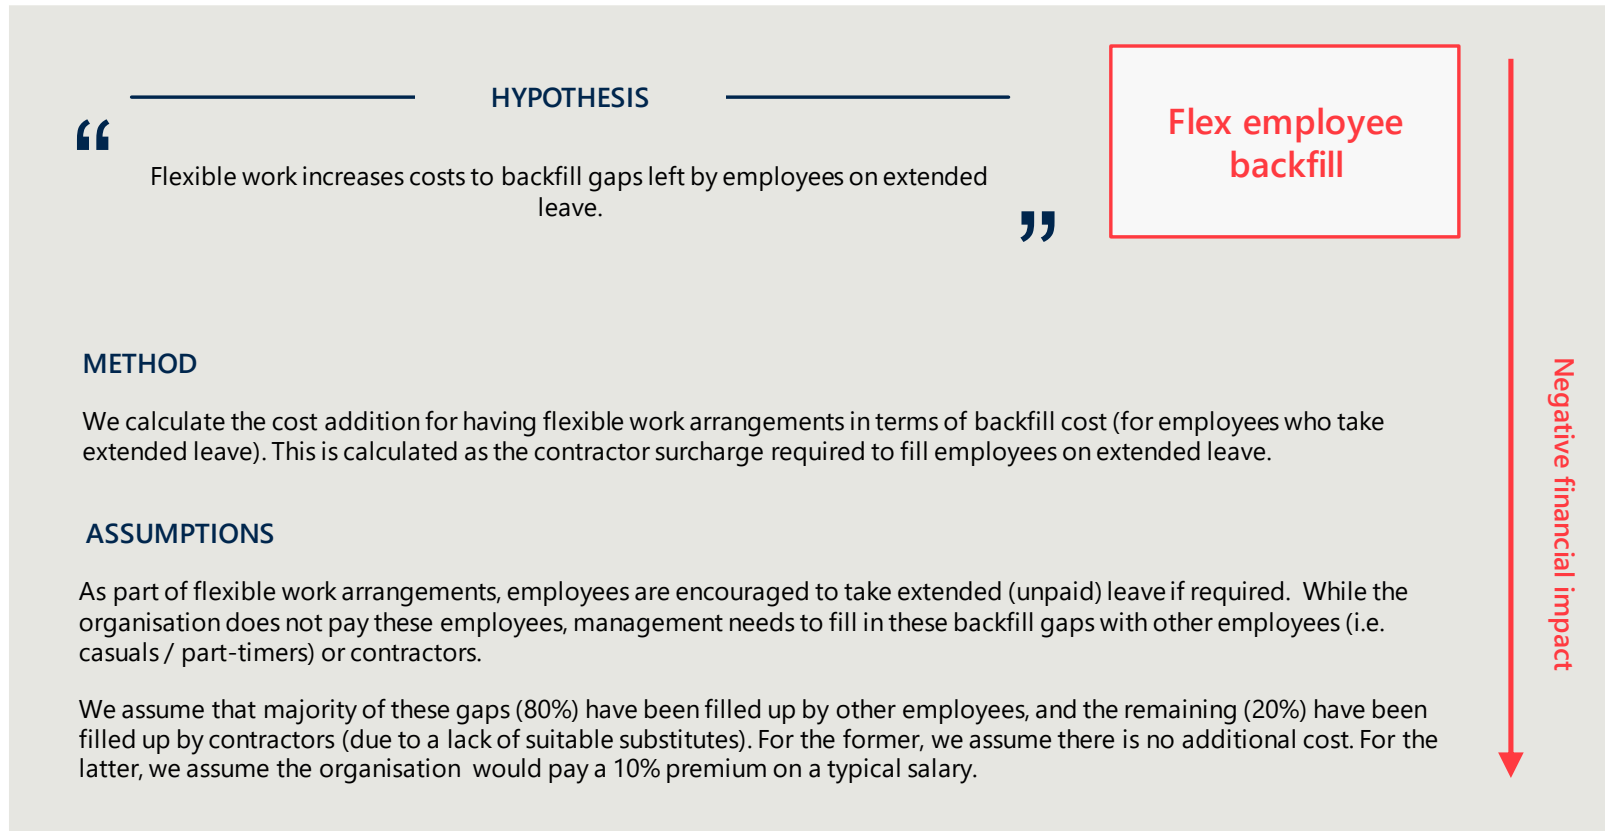 HYPOTHESIS
“
Flexible work increases costs to backfill gaps left by employees on extended
leave.
”
Flex employee
backfill
Negative financial impact
METHOD
We calculate the cost addition for having flexible work arrangements in terms of backfill cost (for employees who take
extended leave). This is calculated as the contractor surcharge required to fill employees on extended leave.
ASSUMPTIONS
As part of flexible work arrangements, employees are encouraged to take extended (unpaid) leave if required. While the
organisation does not pay these employees, management needs to fill in these backfill gaps with other employees (i.e.
casuals / part-timers) or contractors.
We assume that majority of these gaps (80%) have been filled up by other employees, and the remaining (20%) have been
filled up by contractors (due to a lack of suitable substitutes). For the former, we assume there is no additional cost. For the
latter, we assume the organisation would pay a 10% premium on a typical salary.